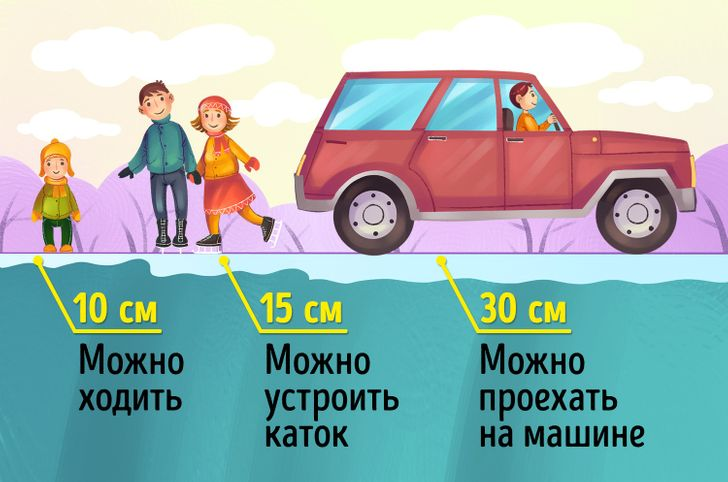 10 см
Можно
ходить
15 см
Можно
устроить
каток
30 см
Можно
проехать
на машине